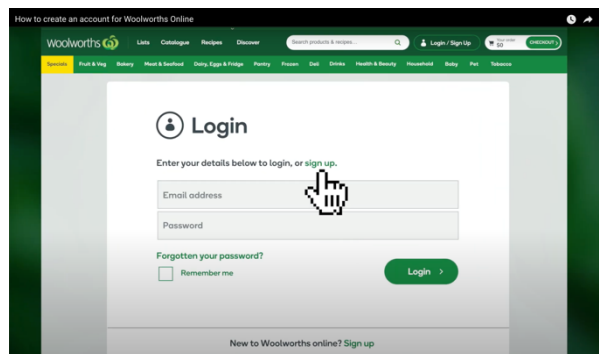 How to create an account for Woolworths Online
Woolworths Lists Catalogue Recipes Discover Search products & recipes... Login / Sign Up Your order $0 CHECKOUT
Specials Fruit & Veg Bakery Meat & Seafood Dairy, Eggs & Fridge Pantry Frozen Deli Drinks Health & Beauty Household Baby Pet Tobacco
Login
Enter your details below to login, or sign up.
Email address
Password
Forgotten your password?
Remember me
Login >
New to Woolworths online? Sign up